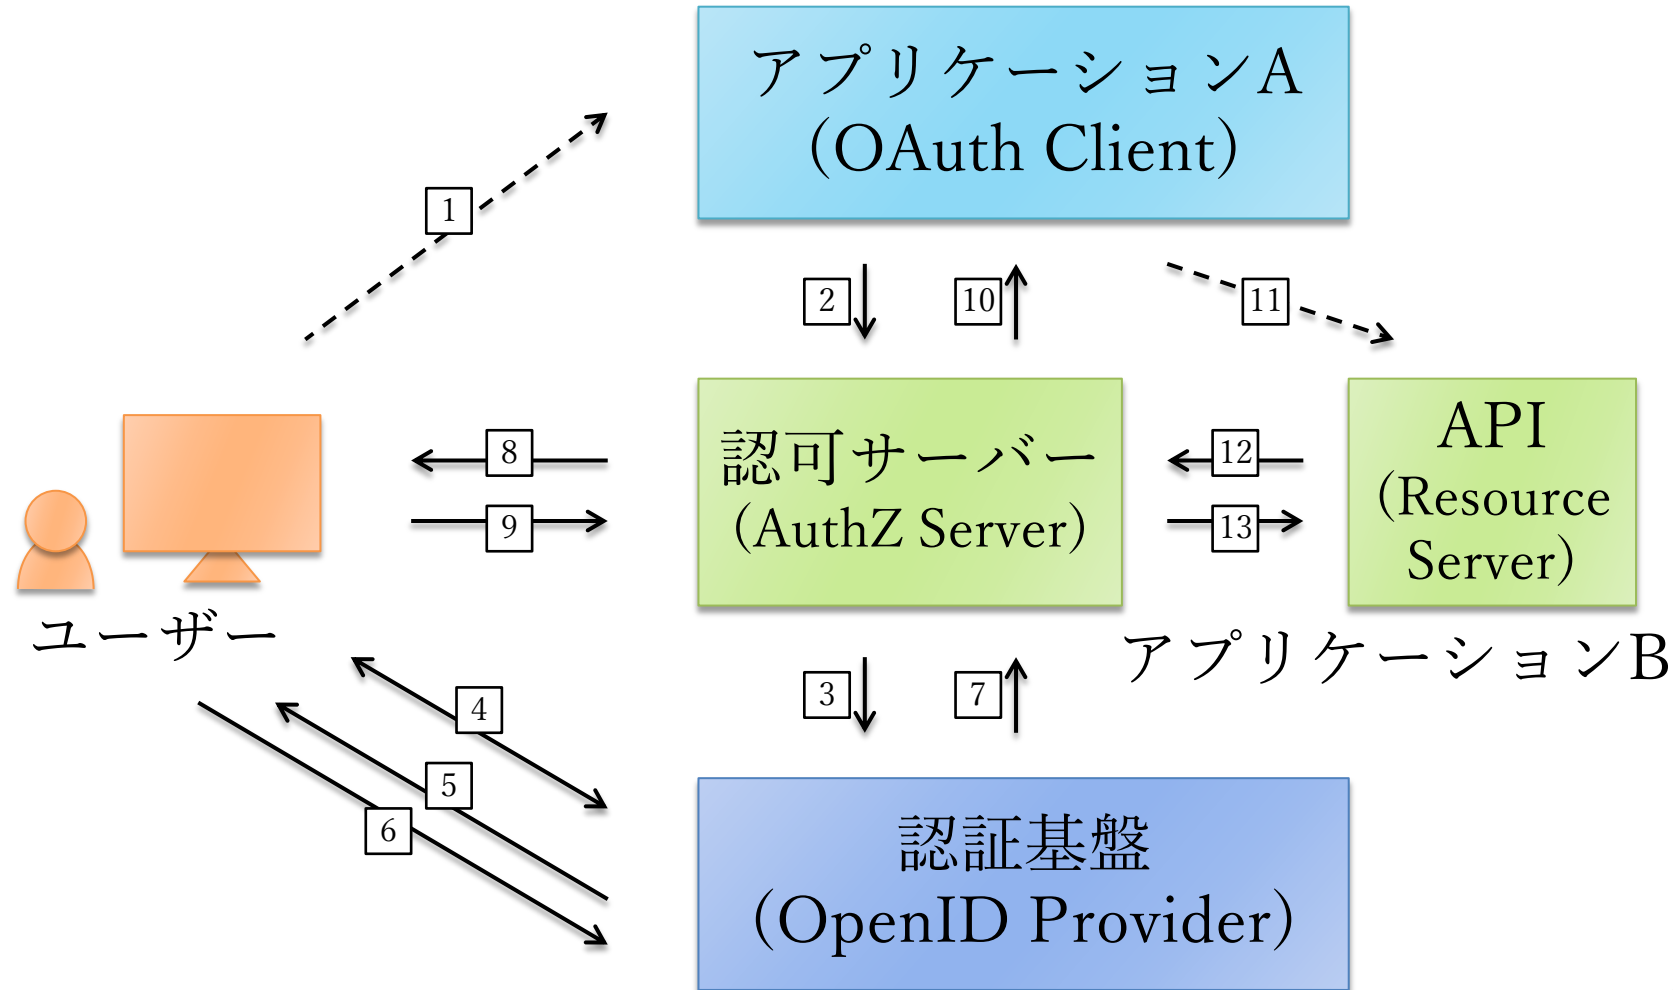 アプリケーションA
(OAuth Client)
1
2
10
11
認可サーバー
(AuthZ Server)
API
(Resource
Server)
8
9
12
13
ユーザー
アプリケーションB
4
5
6
3
7
認証基盤
(OpenID Provider)